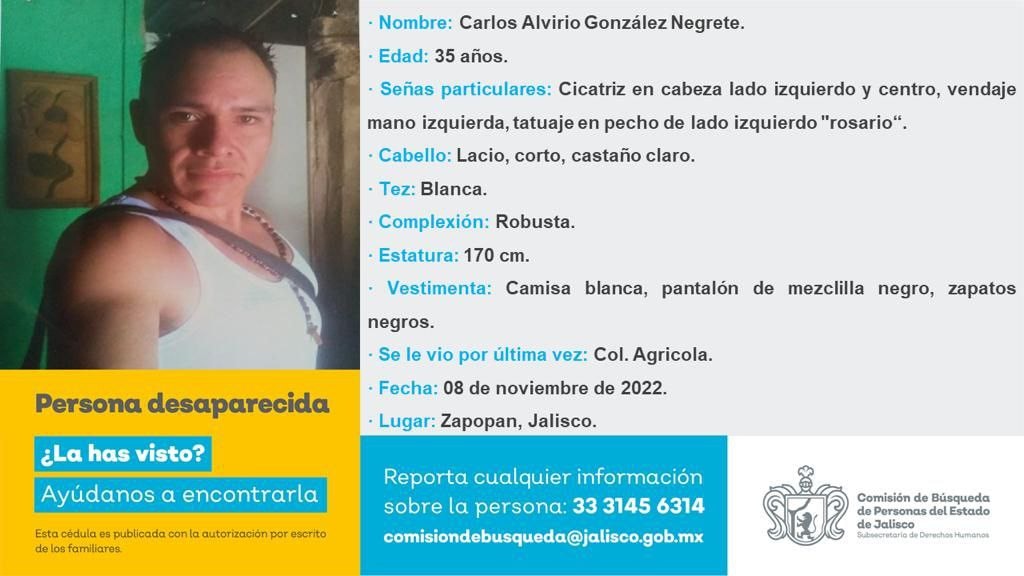 · Nombre: Carlos Alvirio González Negrete.
· Edad: 35 años.
· Señas particulares: Cicatriz en cabeza lado izquierdo y centro, vendaje
mano izquierda, tatuaje en pecho de lado izquierdo "rosario“.
· Cabello: Lacio, corto, castaño claro.
· Tez: Blanca.
· Complexión: Robusta.
· Estatura: 170 cm.
· Vestimenta: Camisa blanca, pantalón de mezclilla negro, zapatos
negros.
· Se le vio por última vez: Col. Agricola.
· Fecha: 08 de noviembre de 2022.
· Lugar: Zapopan, Jalisco.
Persona desaparecida
¿La has visto?
Ayúdanos a encontrarla
Esta cédula es publicada con la autorización por escrito
de los familiares.
Reporta cualquier información
sobre la persona: 33 3145 6314
comisiondebusqueda@jalisco.gob.mx
Comisión de Búsqueda
de Personas del Estado
de Jalisco
Subsecretaría de Derechos Humanos